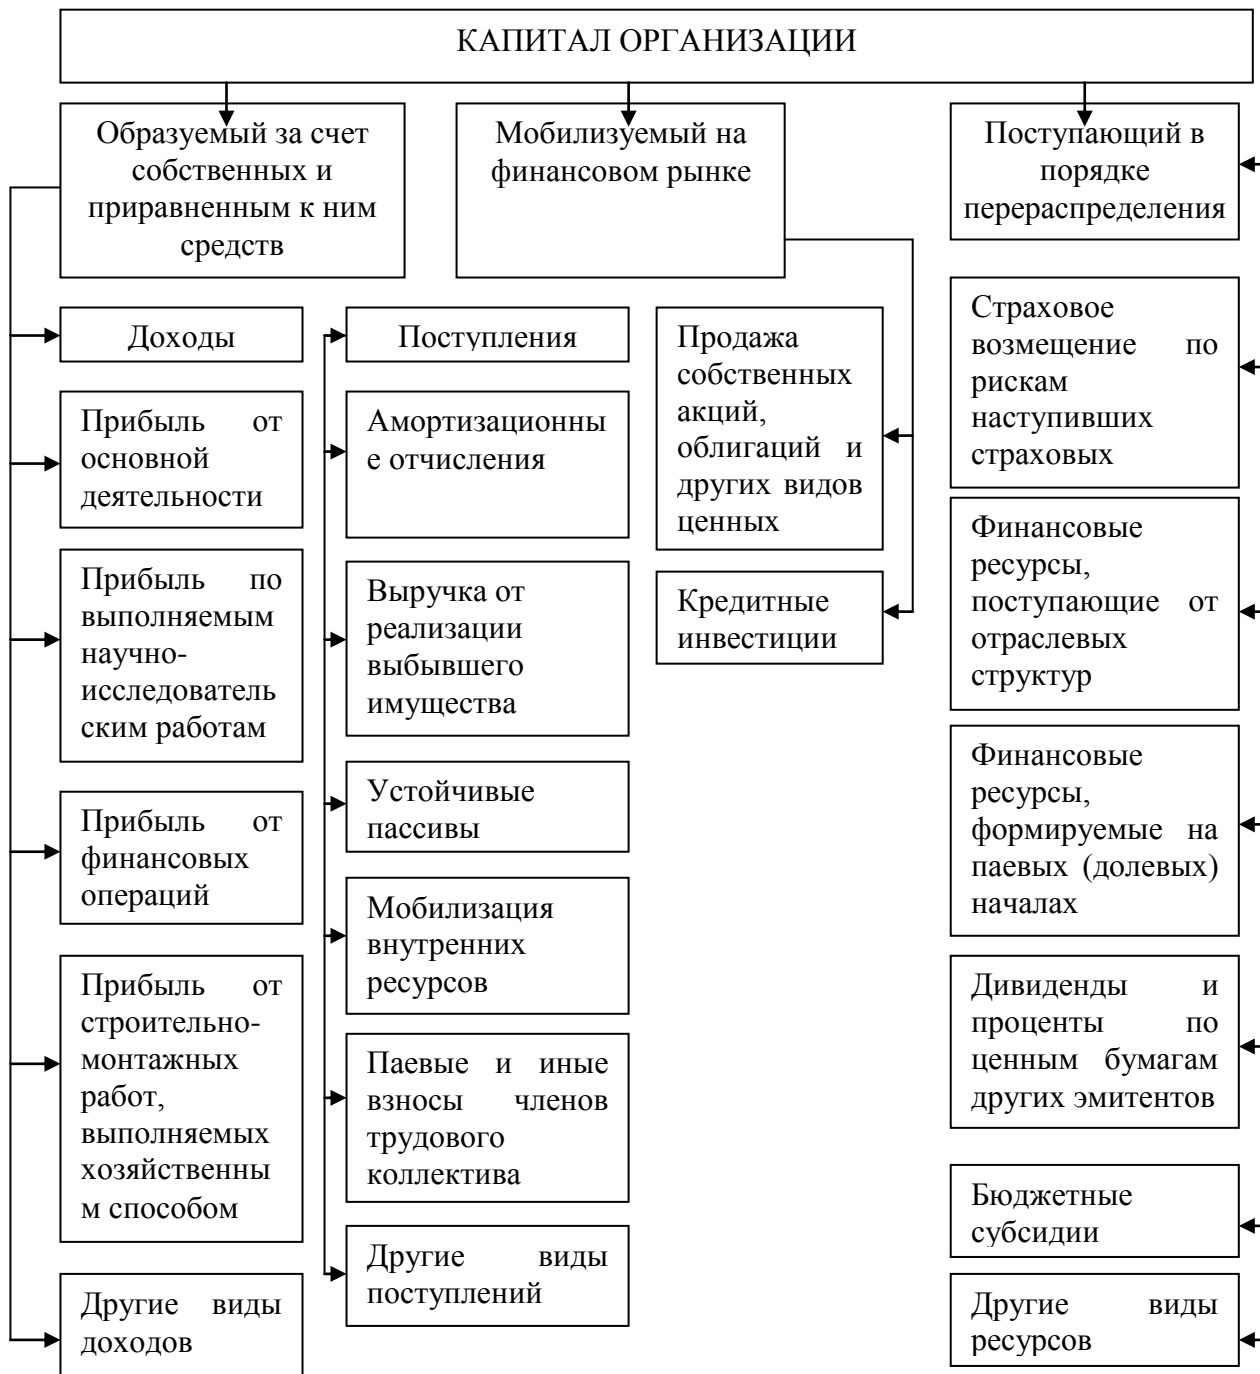 КАПИТАЛ ОРГАНИЗАЦИИ
Образуемый за счет
собственных и
приравненным к ним
средств
Мобилизуемый на
финансовом рынке
Поступающий в
порядке
перераспределения
Доходы
Прибыль от
основной
деятельности
Прибыль по
выполняемым
научно-
исследователь
ским работам
Прибыль от
финансовых
операций
Прибыль от
строительно-
монтажных
работ,
выполняемых
хозяйственны
м способом
Другие виды
доходов
Поступления
Амортизационны
е отчисления
Выручка от
реализации
выбывшего
имущества
Устойчивые
пассивы
Мобилизация
внутренних
ресурсов
Паевые и иные
взносы членов
трудового
коллектива
Другие виды
поступлений
Продажа
собственных
акций,
облигаций и
других видов
ценных
Кредитные
инвестиции
Страховое
возмещение по
рискам
наступивших
страховых
Финансовые
ресурсы,
поступающие от
отраслевых
структур
Финансовые
ресурсы,
формируемые на
паевых (долевых)
началах
Дивиденды и
проценты по
ценным бумагам
других эмитентов
Бюджетные
субсидии
Другие виды
ресурсов